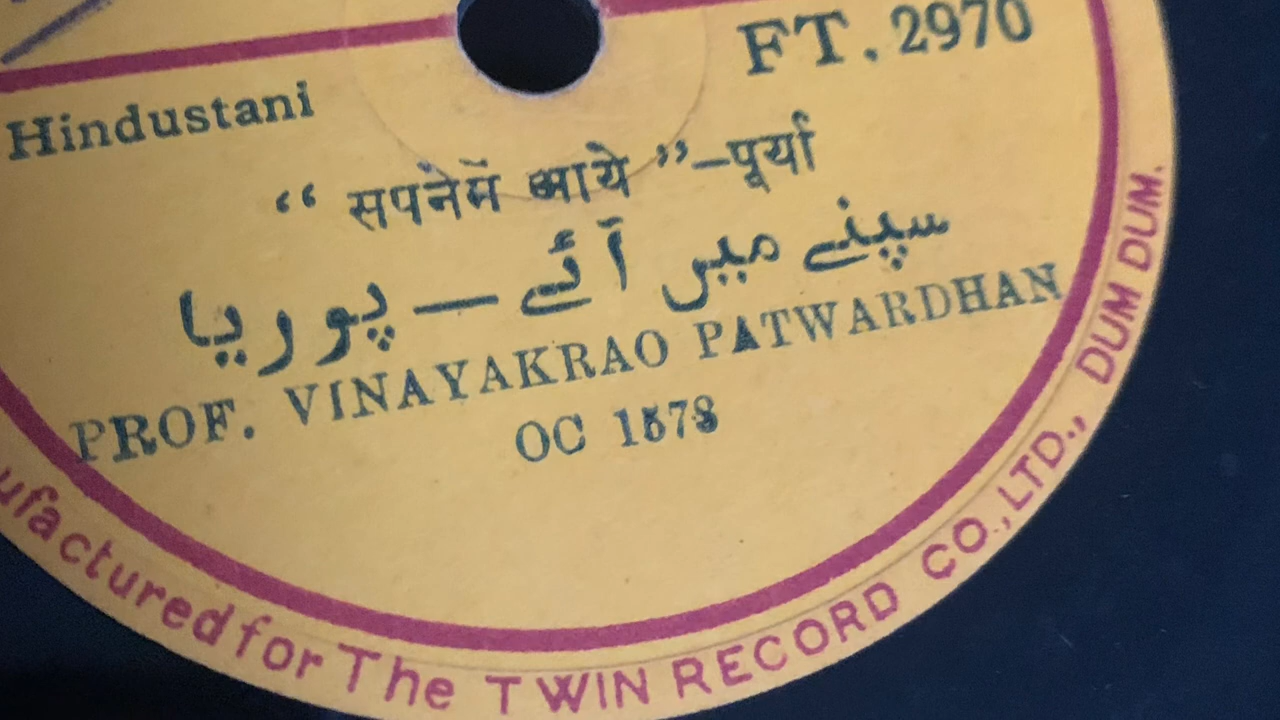 FT. 2970
Hindustani
“ सपनेमें आये ”—पूर्या
سپنے میں آئے — پوریا
PROF. VINAYAKRAO PATWARDHAN
OC 1578
ufactured for The TWIN RECORD CO., LTD., DUM DUM.